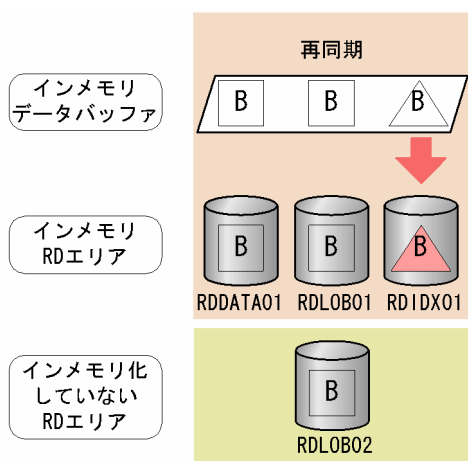 再同期
インメモリ
データバッファ
B B B
インメモリ
RDエリア
B B B
RDDATA01 RDLOB01 RDIDX01
インメモリ化
していない
RDエリア
B
RDLOB02